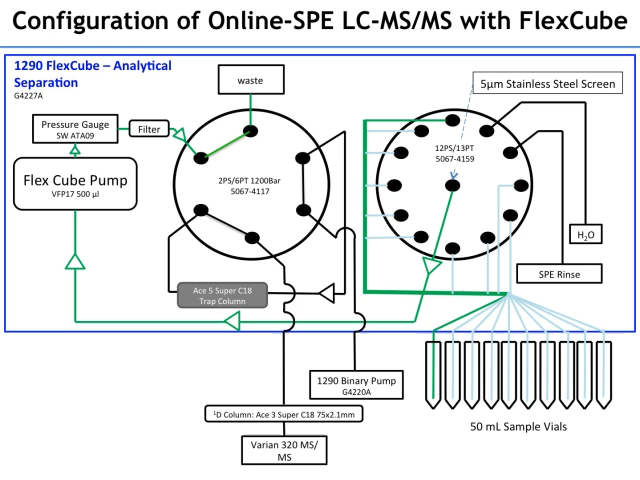 Configuration of Online-SPE LC-MS/MS with FlexCube
1290 FlexCube – Analytical
Separation
G4227A
waste
5µm Stainless Steel Screen
Pressure Gauge
SW ATA09
Filter
12PS/13PT
5067-4159
Flex Cube Pump
VFP17 500 µl
2PS/6PT 1200Bar
5067-4117
H₂O
SPE Rinse
Ace 5 Super C18
Trap Column
1290 Binary Pump
G4220A
¹D Column: Ace 3 Super C18 75x2.1mm
50 mL Sample Vials
Varian 320 MS/
MS